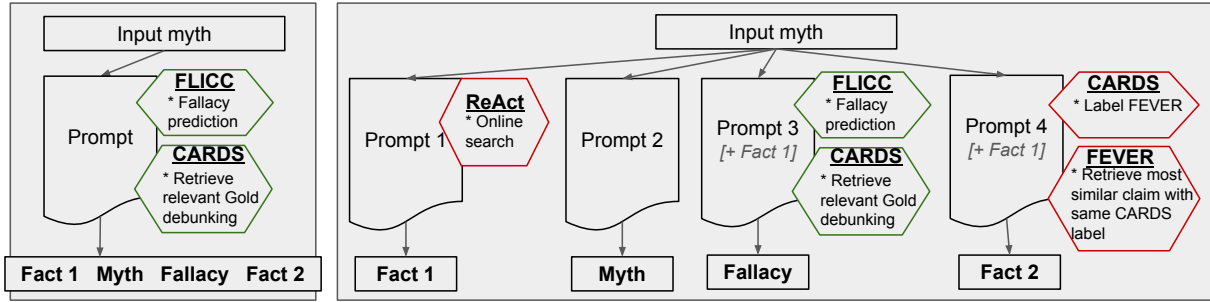 Input myth
FLICC
* Fallacy
prediction
Prompt
CARDS
* Retrieve
relevant Gold
debunking
Fact 1 Myth Fallacy Fact 2
Input myth
Prompt 1
ReAct
* Online
search
Prompt 2
Prompt 3
[+ Fact 1]
FLICC
* Fallacy
prediction
CARDS
* Retrieve
relevant Gold
debunking
Prompt 4
[+ Fact 1]
CARDS
* Label FEVER
FEVER
* Retrieve most
similar claim with
same CARDS
label
Fact 1
Myth
Fallacy
Fact 2